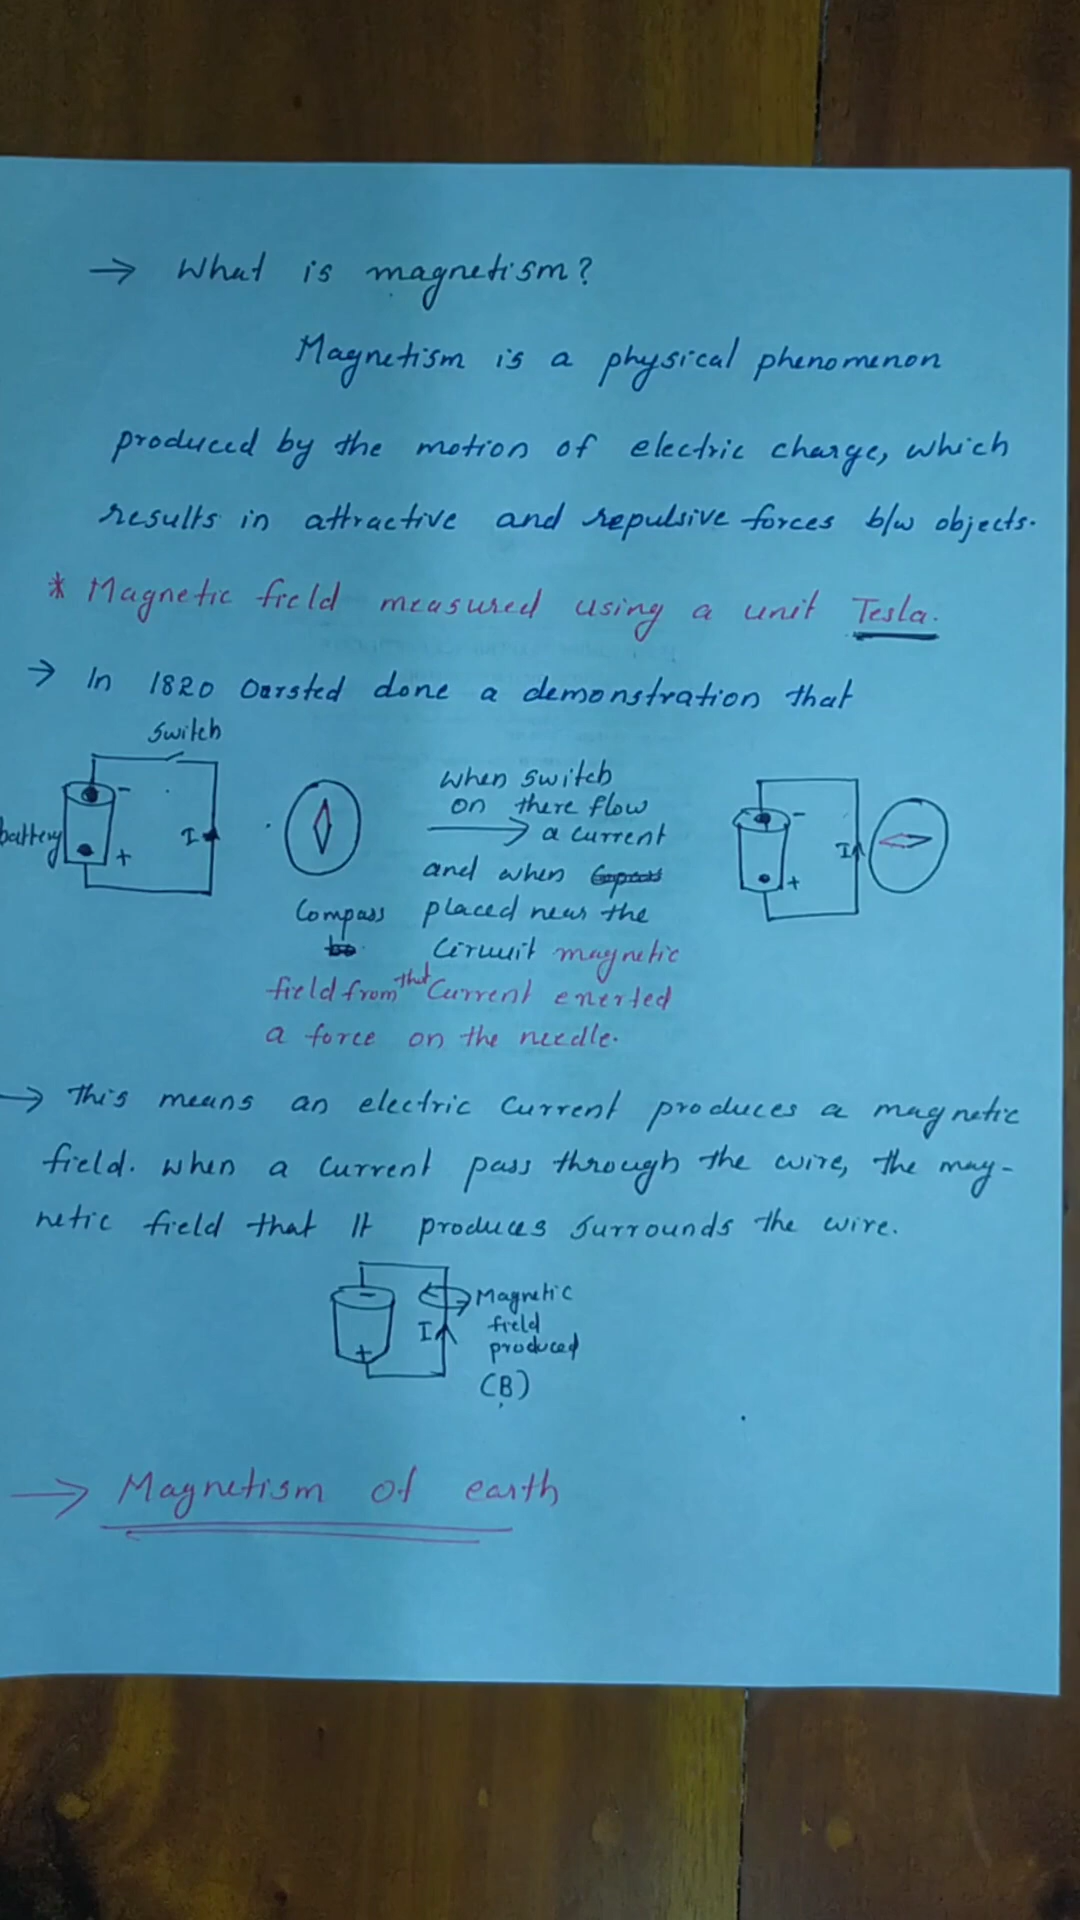 → What is magnetism?
Magnetism is a physical phenomenon
produced by the motion of electric charge, which
results in attractive and repulsive forces b/w objects.
* Magnetic field measured using a unit Tesla.
→ In 1820 Oersted done a demonstration that
Switch
battery
-
+
I
Compass
when switch
on there flow
→ a current
and when
placed near the
Ciruuit magnetic
field from that Current enerted
a force on the needle.
-
+
I
→ This means an electric current produces a magnetic
field. When a current pass through the wire, the mag-
netic field that It produces surrounds the wire.
-
+
I
Magnetic
field
produced
(B)
→ Magnetism of earth